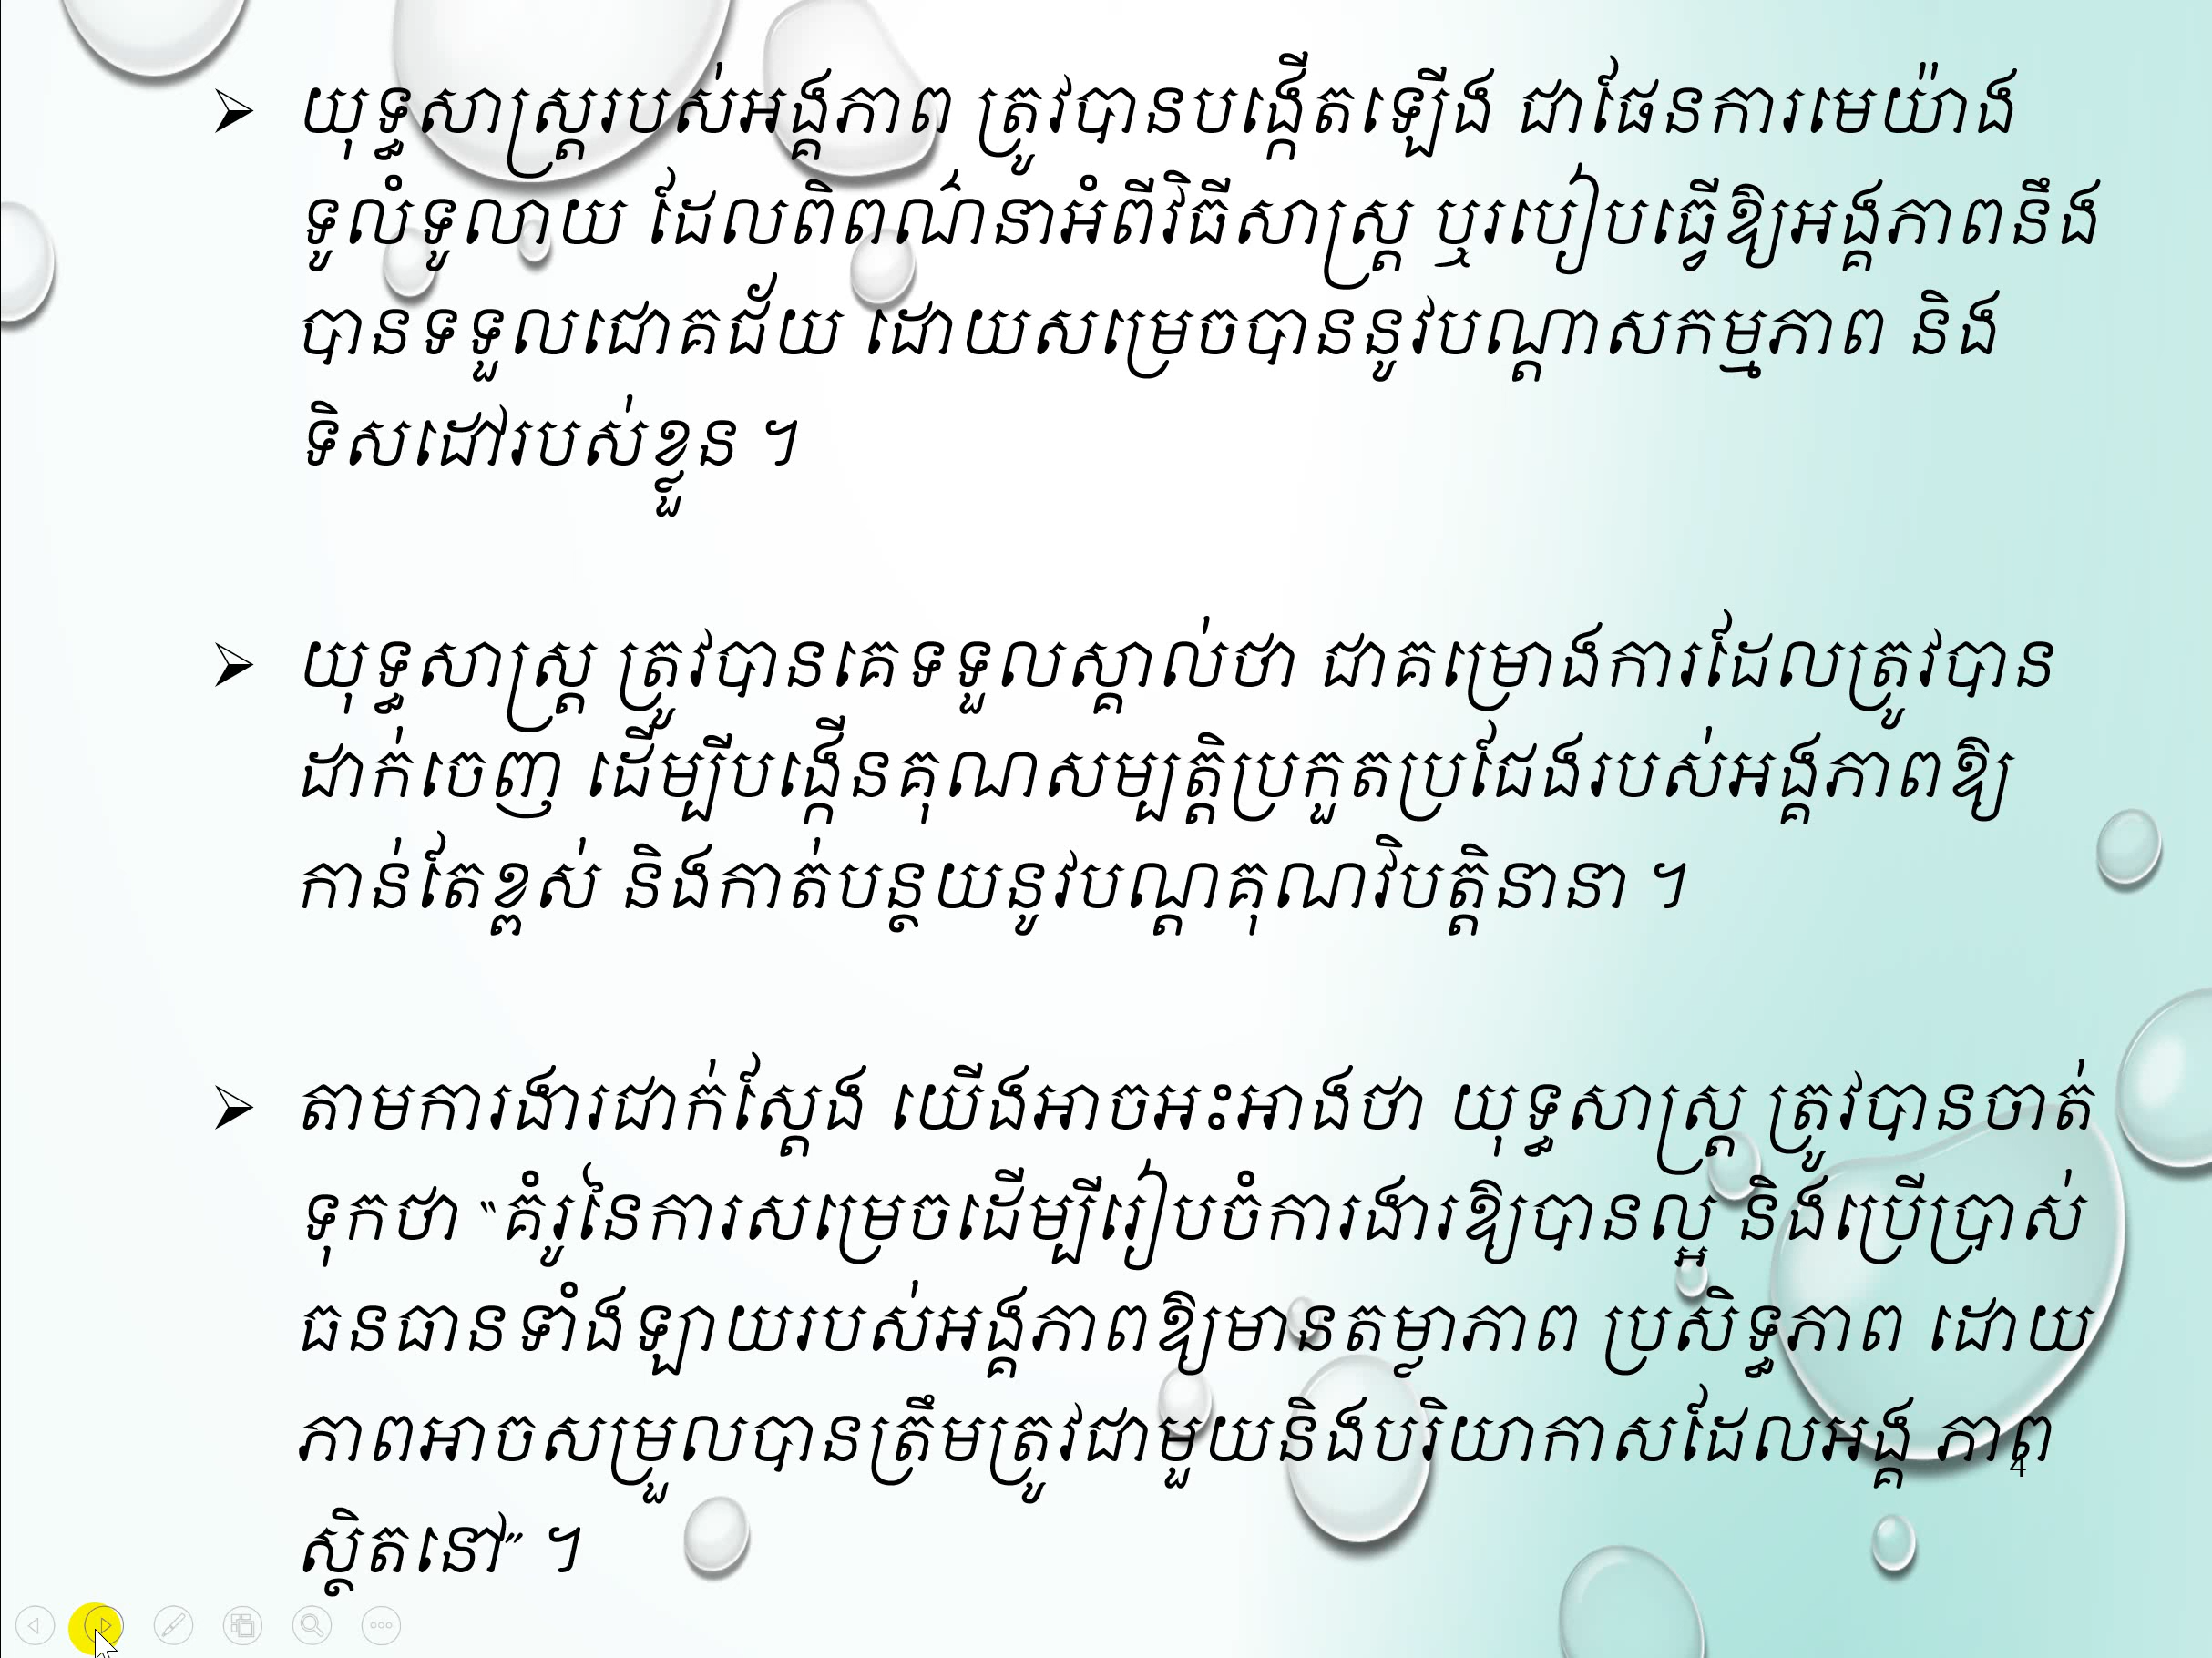 ➢ យុទ្ធសាស្ត្ររបស់អង្គភាព ត្រូវបានបង្កើតឡើង ជាផែនការមេយ៉ាង
ទូលំទូលាយ ដែលពិពណ៌នាអំពីវិធីសាស្ត្រ ឬរបៀបធ្វើឱ្យអង្គភាពនឹង
បានទទួលជោគជ័យ ដោយសម្រេចបាននូវបណ្តាសកម្មភាព និង
ទិសដៅរបស់ខ្លួន ។
➢ យុទ្ធសាស្ត្រ ត្រូវបានគេទទួលស្គាល់ថា ជាគម្រោងការដែលត្រូវបាន
ដាក់ចេញ ដើម្បីបង្កើនគុណសម្បត្តិប្រកួតប្រជែងរបស់អង្គភាពឱ្យ
កាន់តែខ្ពស់ និងកាត់បន្ថយនូវបណ្តគុណវិបត្តិនានា ។
➢ តាមការងារជាក់ស្តែង យើងអាចអះអាងថា យុទ្ធសាស្ត្រ ត្រូវបានចាត់
ទុកថា “គំរូនៃការសម្រេចដើម្បីរៀបចំការងារឱ្យបានល្អ និងប្រើប្រាស់
ធនធានទាំងឡាយរបស់អង្គភាពឱ្យមានតម្លាភាព ប្រសិទ្ធភាព ដោយ
ភាពអាចសម្រួលបានត្រឹមត្រូវជាមួយនិងបរិយាកាសដែលអង្គ ភាព
ស្ថិតនៅ” ។
4